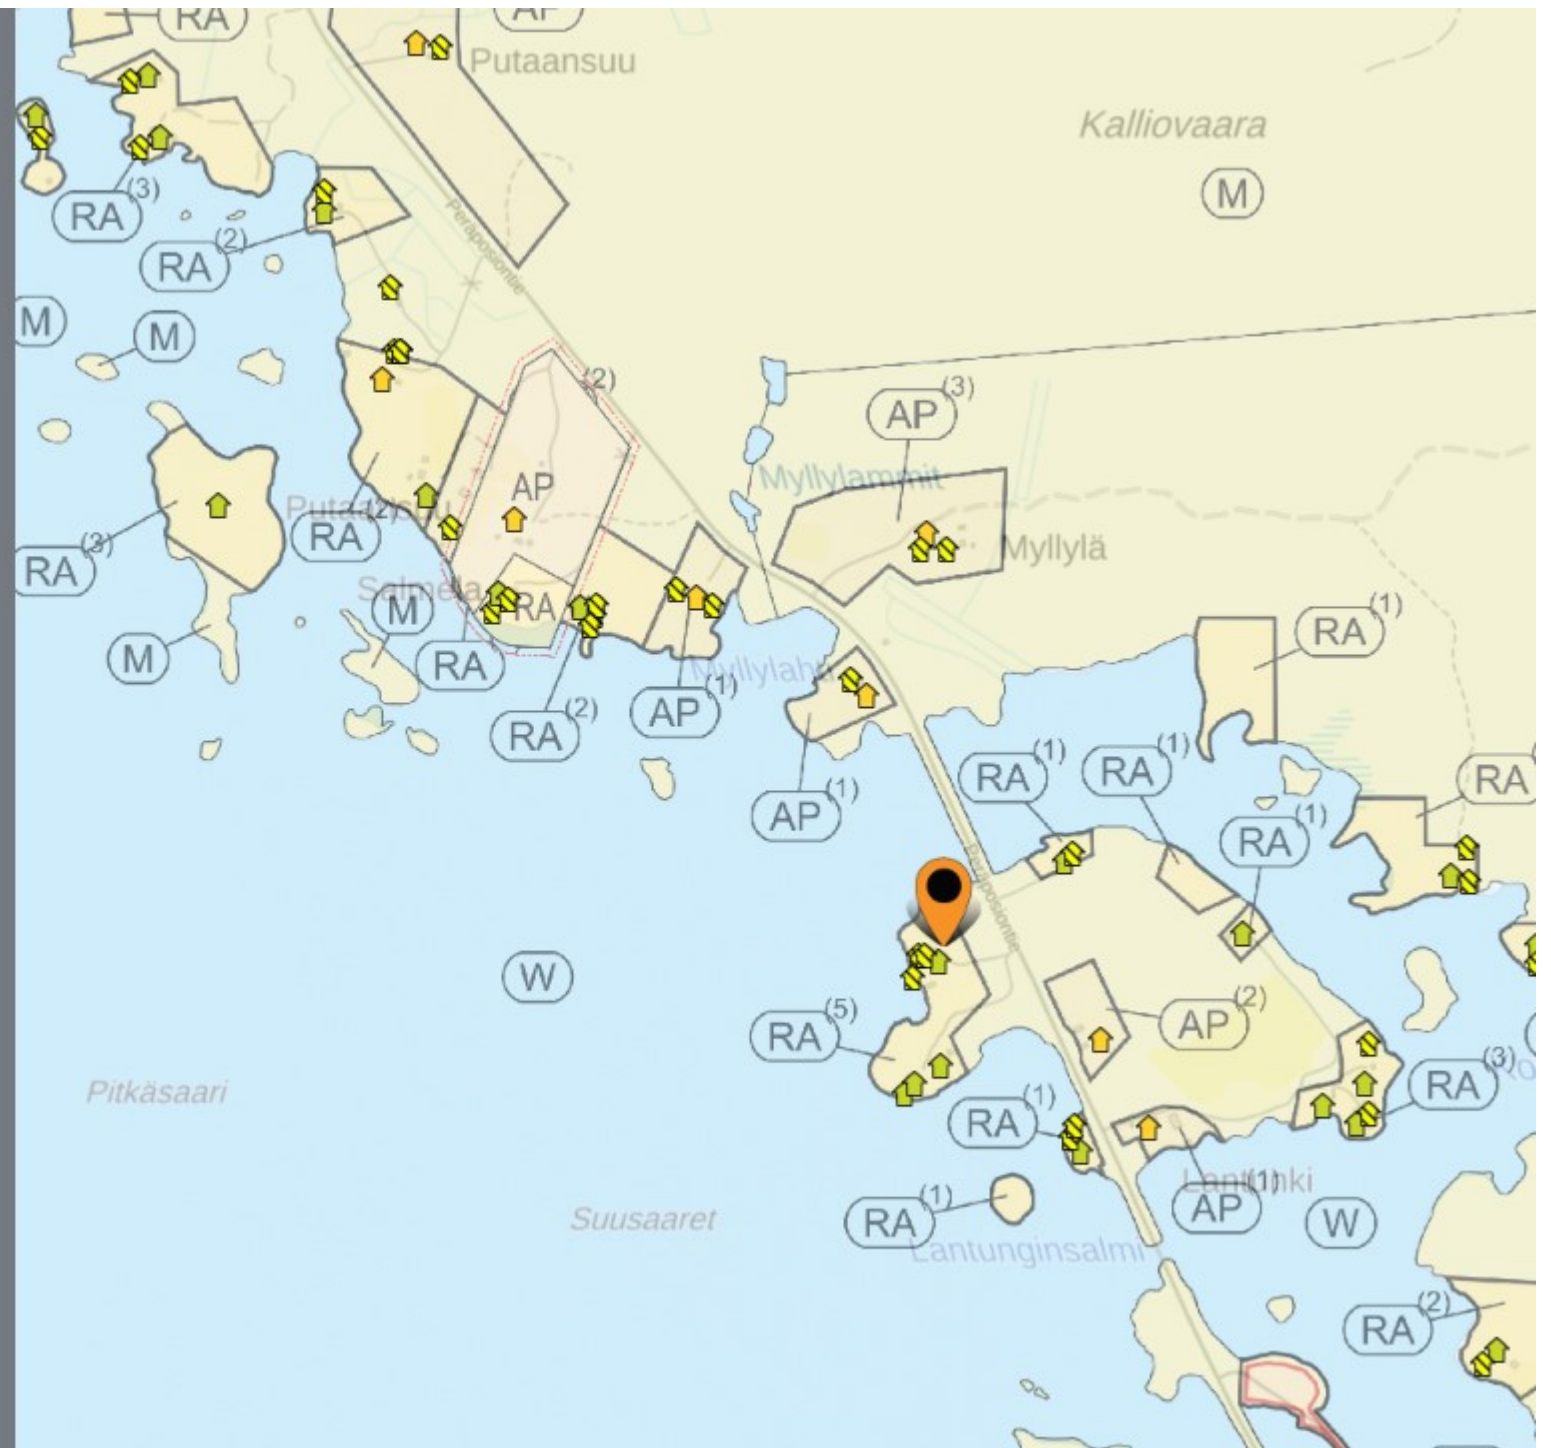 RA
AP
Putaansuu
Kalliovaara
M
RA (3)
RA (2)
Peräposiontie
M
M
(2)
AP (3)
Myllylammit
AP
Putaansuu
RA (2)
RA (3)
Myllylä
Salmela
M
RA
RA (1)
M
RA
Myllylahti
AP (1)
RA (2)
RA (1)
RA (1)
RA
AP (1)
RA (1)
Peräposiontie
W
RA (5)
AP (2)
Pitkäsaari
RA (3)
RA (1)
Lantunki
AP (1)
RA (1)
W
Suusaaret
Lantunginsalmi
RA (2)